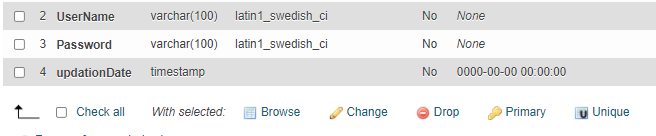 2 UserName varchar(100) latin1_swedish_ci No None
3 Password varchar(100) latin1_swedish_ci No None
4 updationDate timestamp No 0000-00-00 00:00:00
Check all With selected: Browse Change Drop Primary Unique